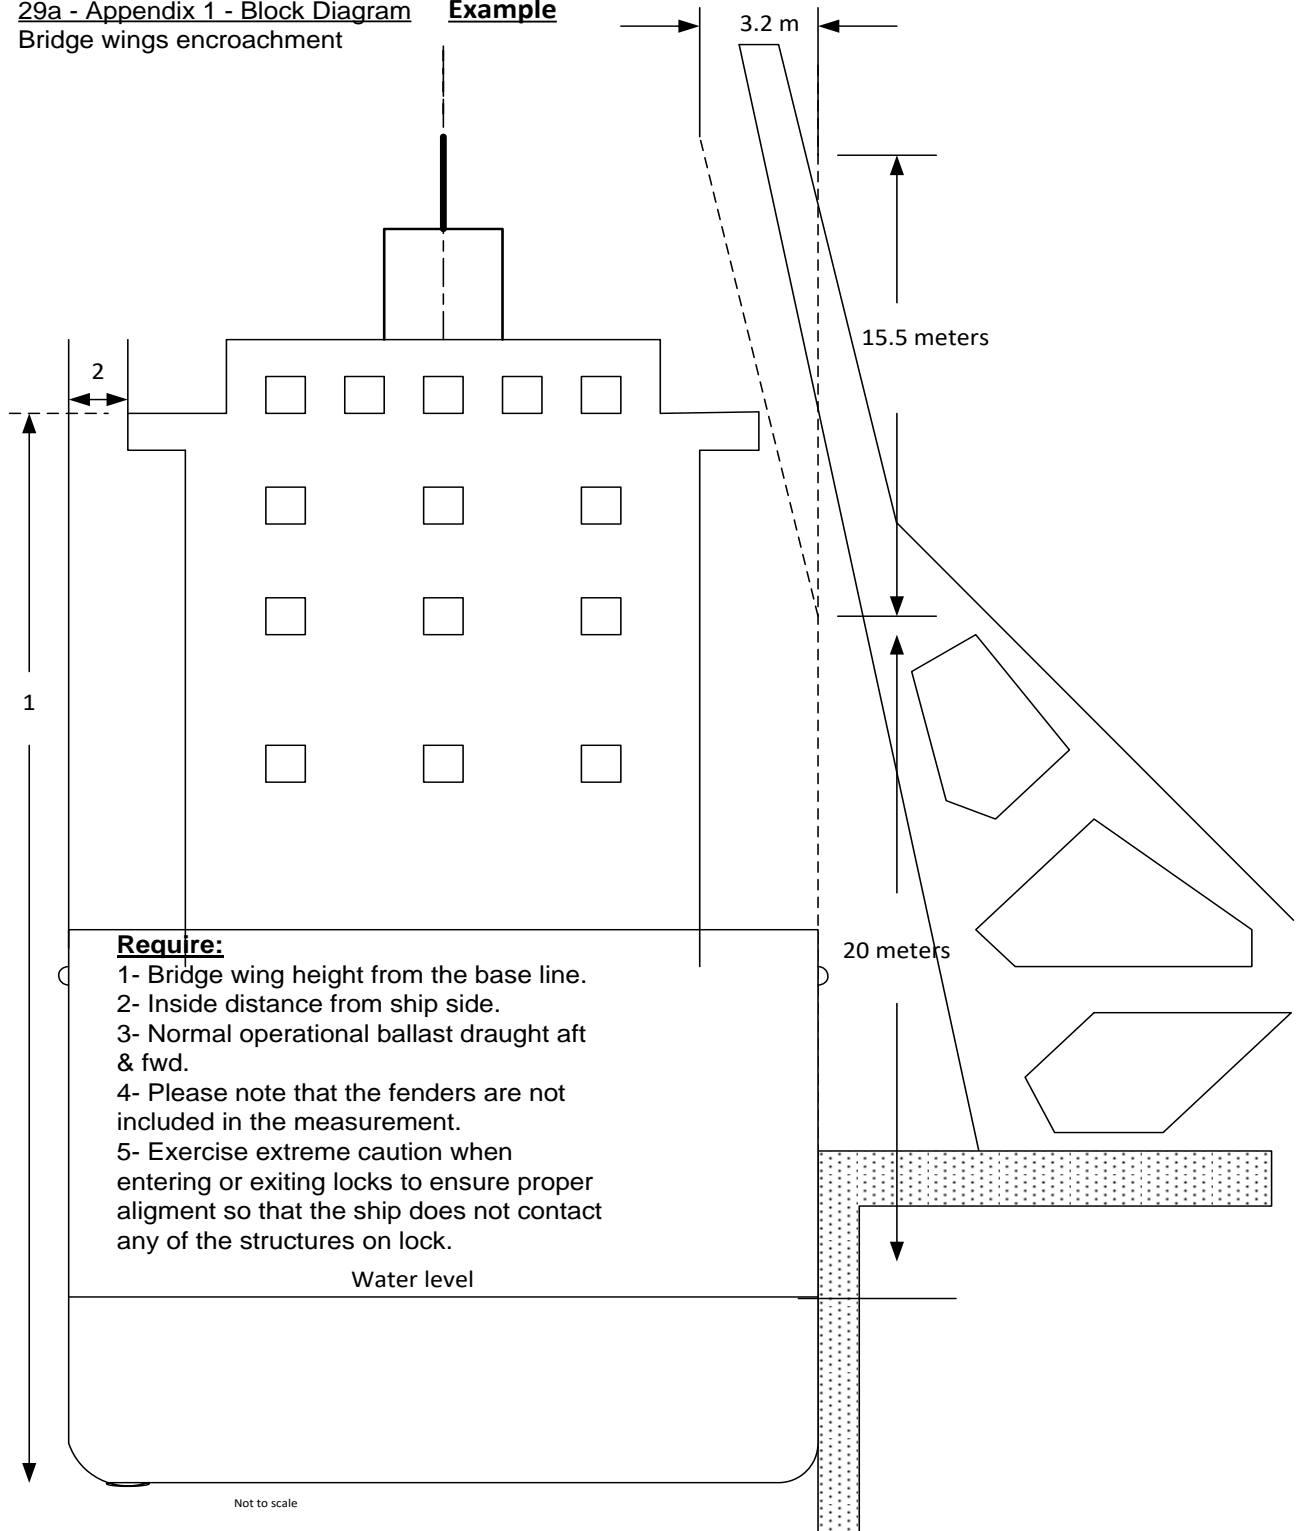 29a - Appendix 1 - Block Diagram Example
Bridge wings encroachment
3.2 m
15.5 meters
2
1
20 meters
Require:
1- Bridge wing height from the base line.
2- Inside distance from ship side.
3- Normal operational ballast draught aft
& fwd.
4- Please note that the fenders are not
included in the measurement.
5- Exercise extreme caution when
entering or exiting locks to ensure proper
aligment so that the ship does not contact
any of the structures on lock.
Water level
Not to scale